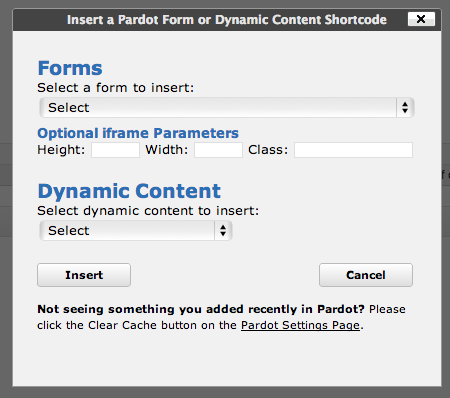 Insert a Pardot Form or Dynamic Content Shortcode
Forms
Select a form to insert:
Select
Optional iframe Parameters
Height: Width: Class:
Dynamic Content
Select dynamic content to insert:
Select
Insert Cancel
Not seeing something you added recently in Pardot? Please
click the Clear Cache button on the Pardot Settings Page.